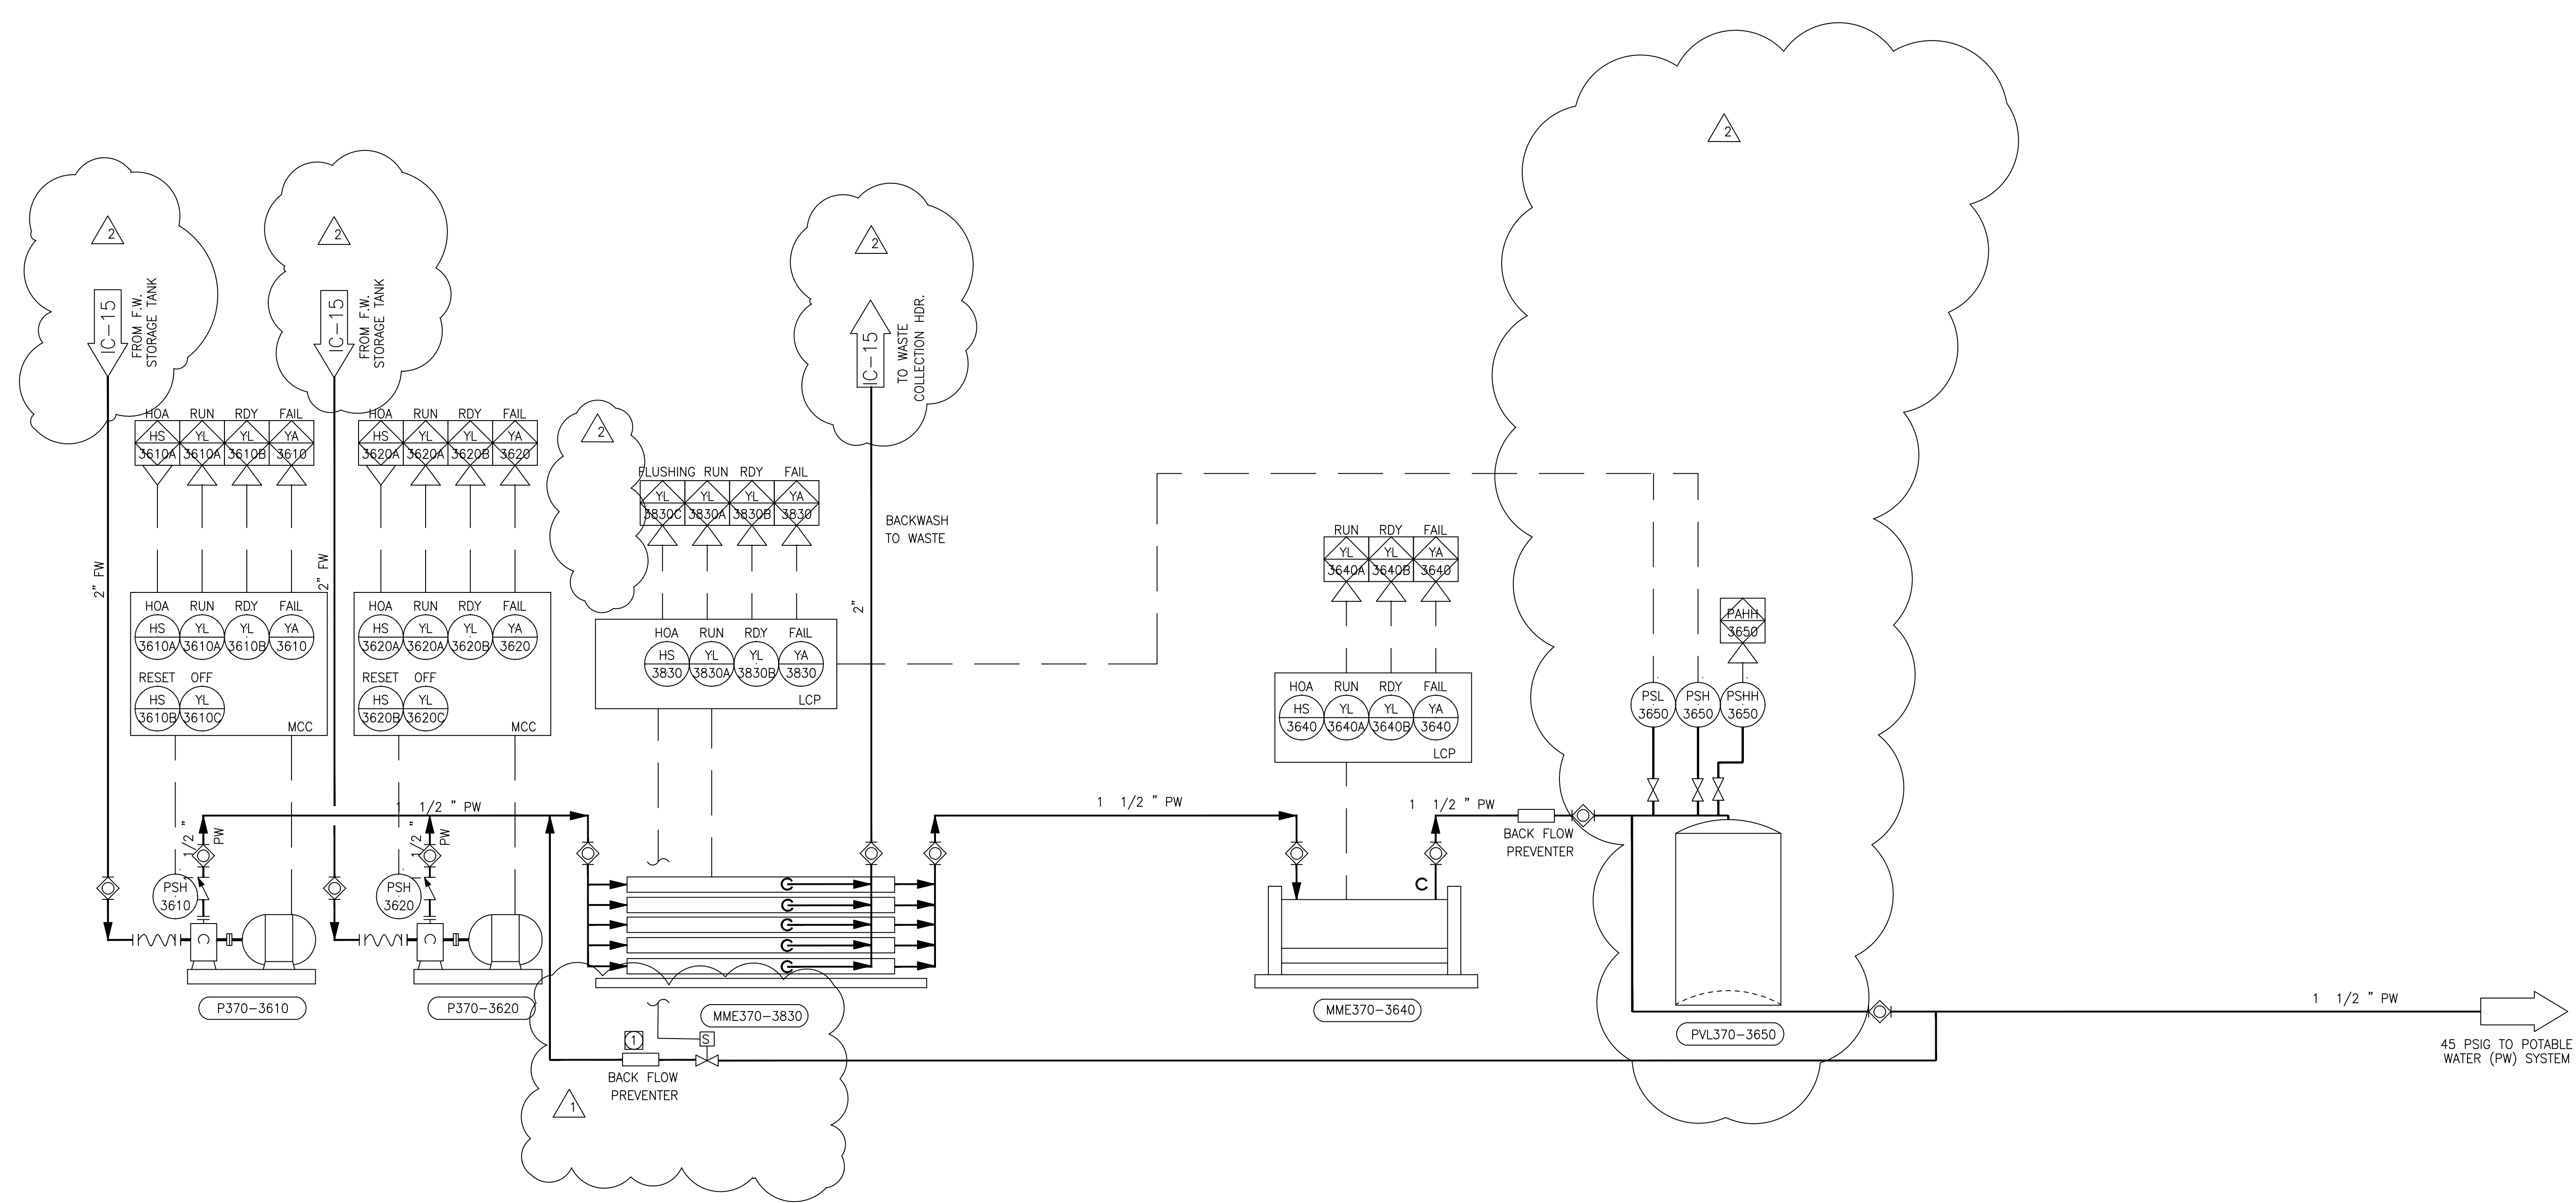 2
2
2
2
2
IC-15
FROM F.W.
STORAGE TANK
IC-15
FROM F.W.
STORAGE TANK
IC-15
TO WASTE
COLLECTION HDR.
HOA RUN RDY FAIL
HS YL YL YA
3610A 3610A 3610B 3610
HOA RUN RDY FAIL
HS YL YL YA
3620A 3620A 3620B 3620
FLUSHING RUN RDY FAIL
YL YL YL YA
3830C 3830A 3830B 3830
BACKWASH
TO WASTE
RUN RDY FAIL
YL YL YA
3640A 3640B 3640
2" FW
2" FW
2"
HOA RUN RDY FAIL
HS YL YL YA
3610A 3610A 3610B 3610
RESET OFF
HS YL
3610B 3610C
MCC
HOA RUN RDY FAIL
HS YL YL YA
3620A 3620A 3620B 3620
RESET OFF
HS YL
3620B 3620C
MCC
HOA RUN RDY FAIL
HS YL YL YA
3830 3830A 3830B 3830
LCP
HOA RUN RDY FAIL
HS YL YL YA
3640 3640A 3640B 3640
LCP
PAHH
3650
PSL PSH PSHH
3650 3650 3650
1 1/2 " PW
1 1/2 " PW
1 1/2 " PW
1 1/2 "
PW
1 1/2 "
PW
BACK FLOW
PREVENTER
PSH
3610
PSH
3620
C
C
C
C
C
C
C
C
P370-3610
P370-3620
MME370-3830
MME370-3640
PVL370-3650
1 1/2 " PW
45 PSIG TO POTABLE
WATER (PW) SYSTEM
1
S
BACK FLOW
PREVENTER
1